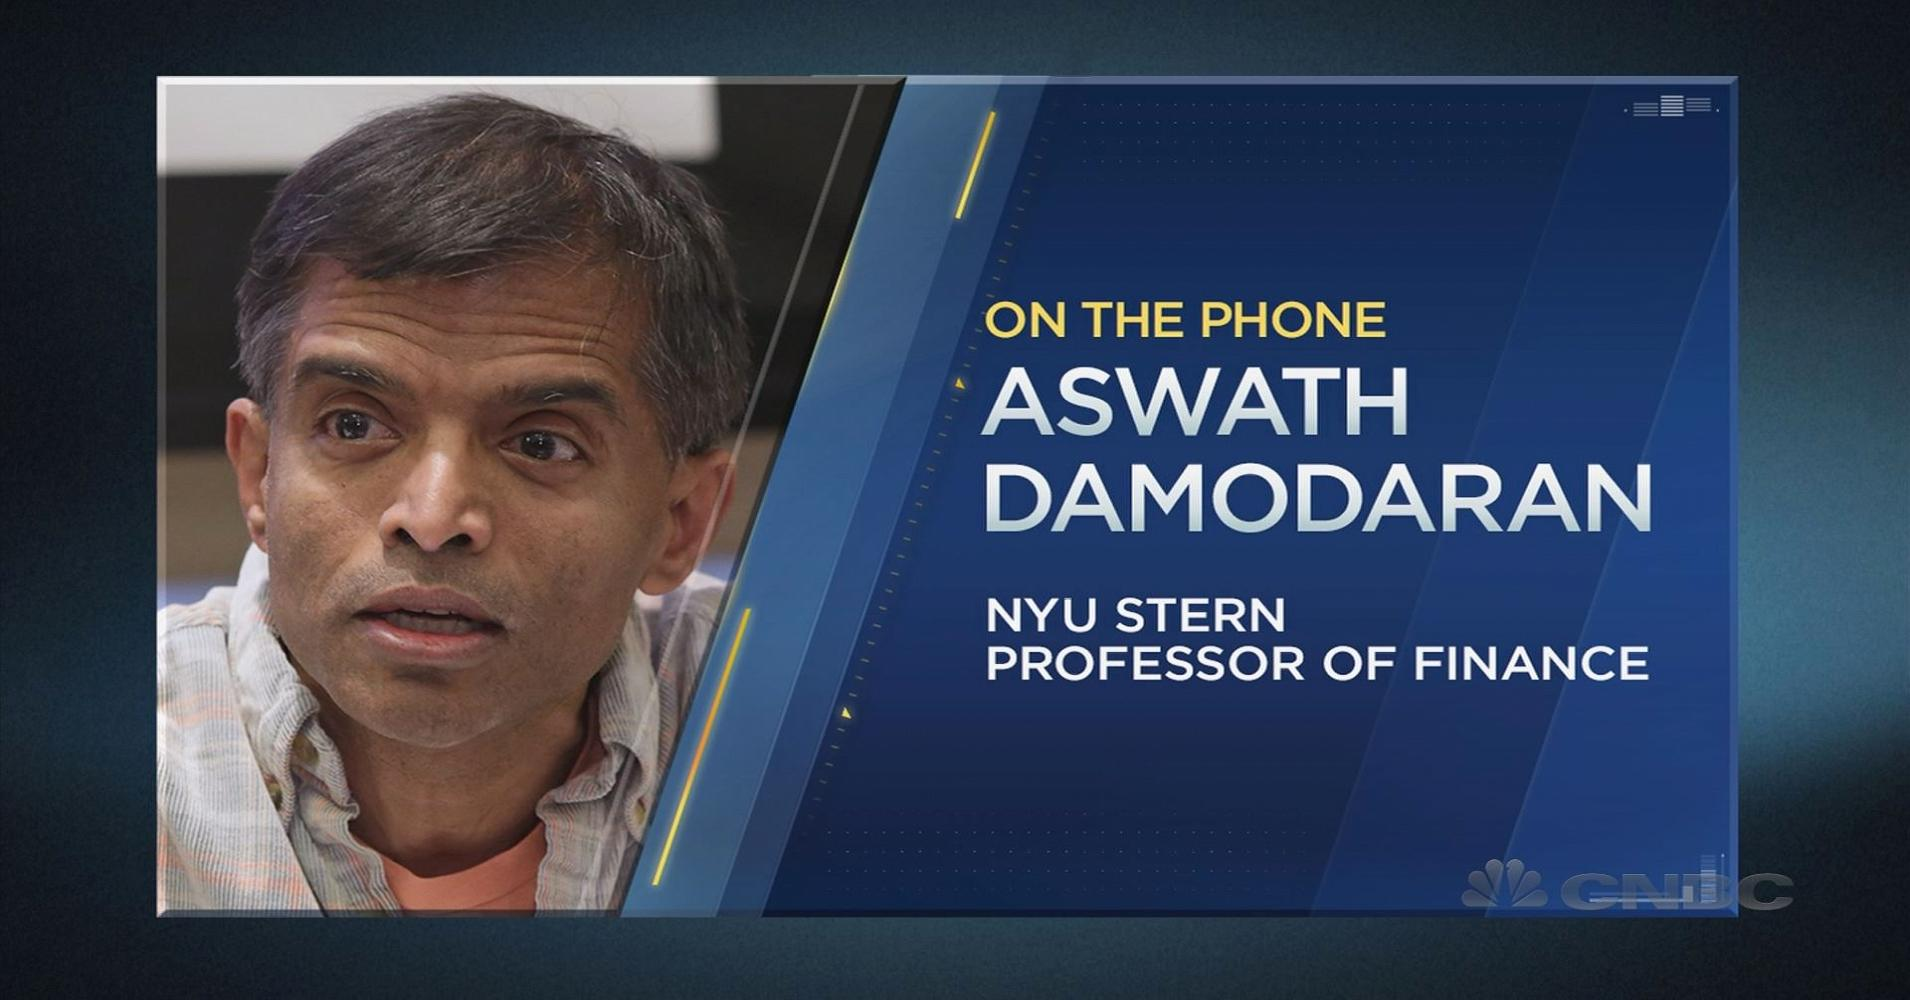 ON THE PHONE
ASWATH
DAMODARAN
NYU STERN
PROFESSOR OF FINANCE
CNBC